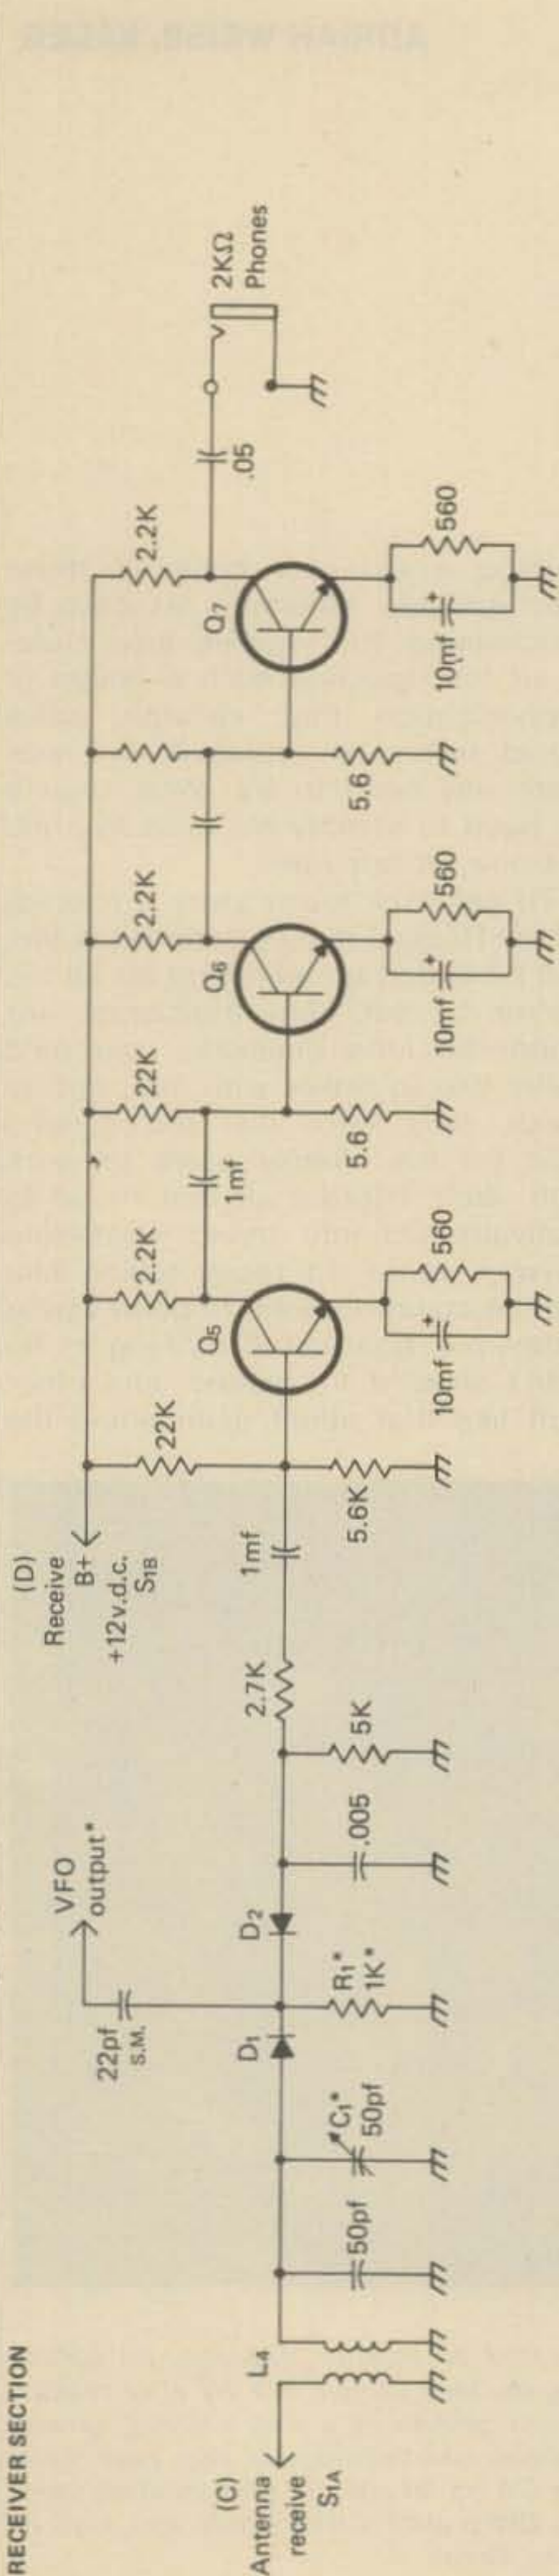 RECEIVER SECTION
(C)
Antenna
receive
S1A
L4
50pf
C1*
50pf
D1
22pf
S.M.
VFO
output*
R1*
1K*
D2
.005
5K
2.7K
1mf
(D)
Receive
B+
+12v.d.c.
S1B
22K
5.6K
Q5
2.2K
10mf
+
560
1mf
22K
5.6
Q6
2.2K
10mf
+
560
5.6
Q7
2.2K
10mf
+
560
.05
2KΩ
Phones